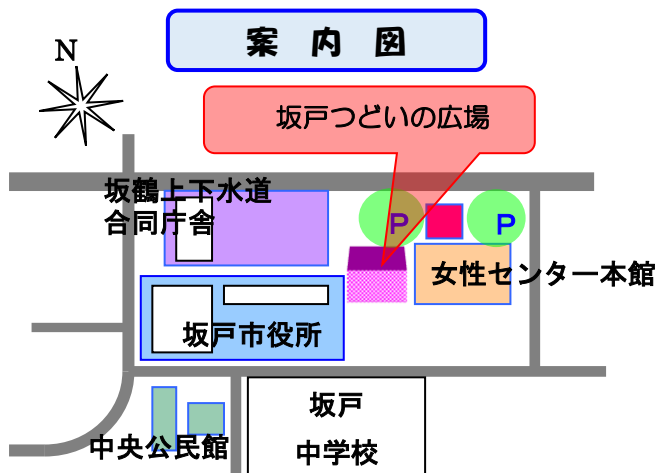 案 内 図
N
坂戸つどいの広場
坂鶴上下水道
合同庁舎
P
P
女性センター本館
坂戸市役所
坂戸
中学校
中央公民館